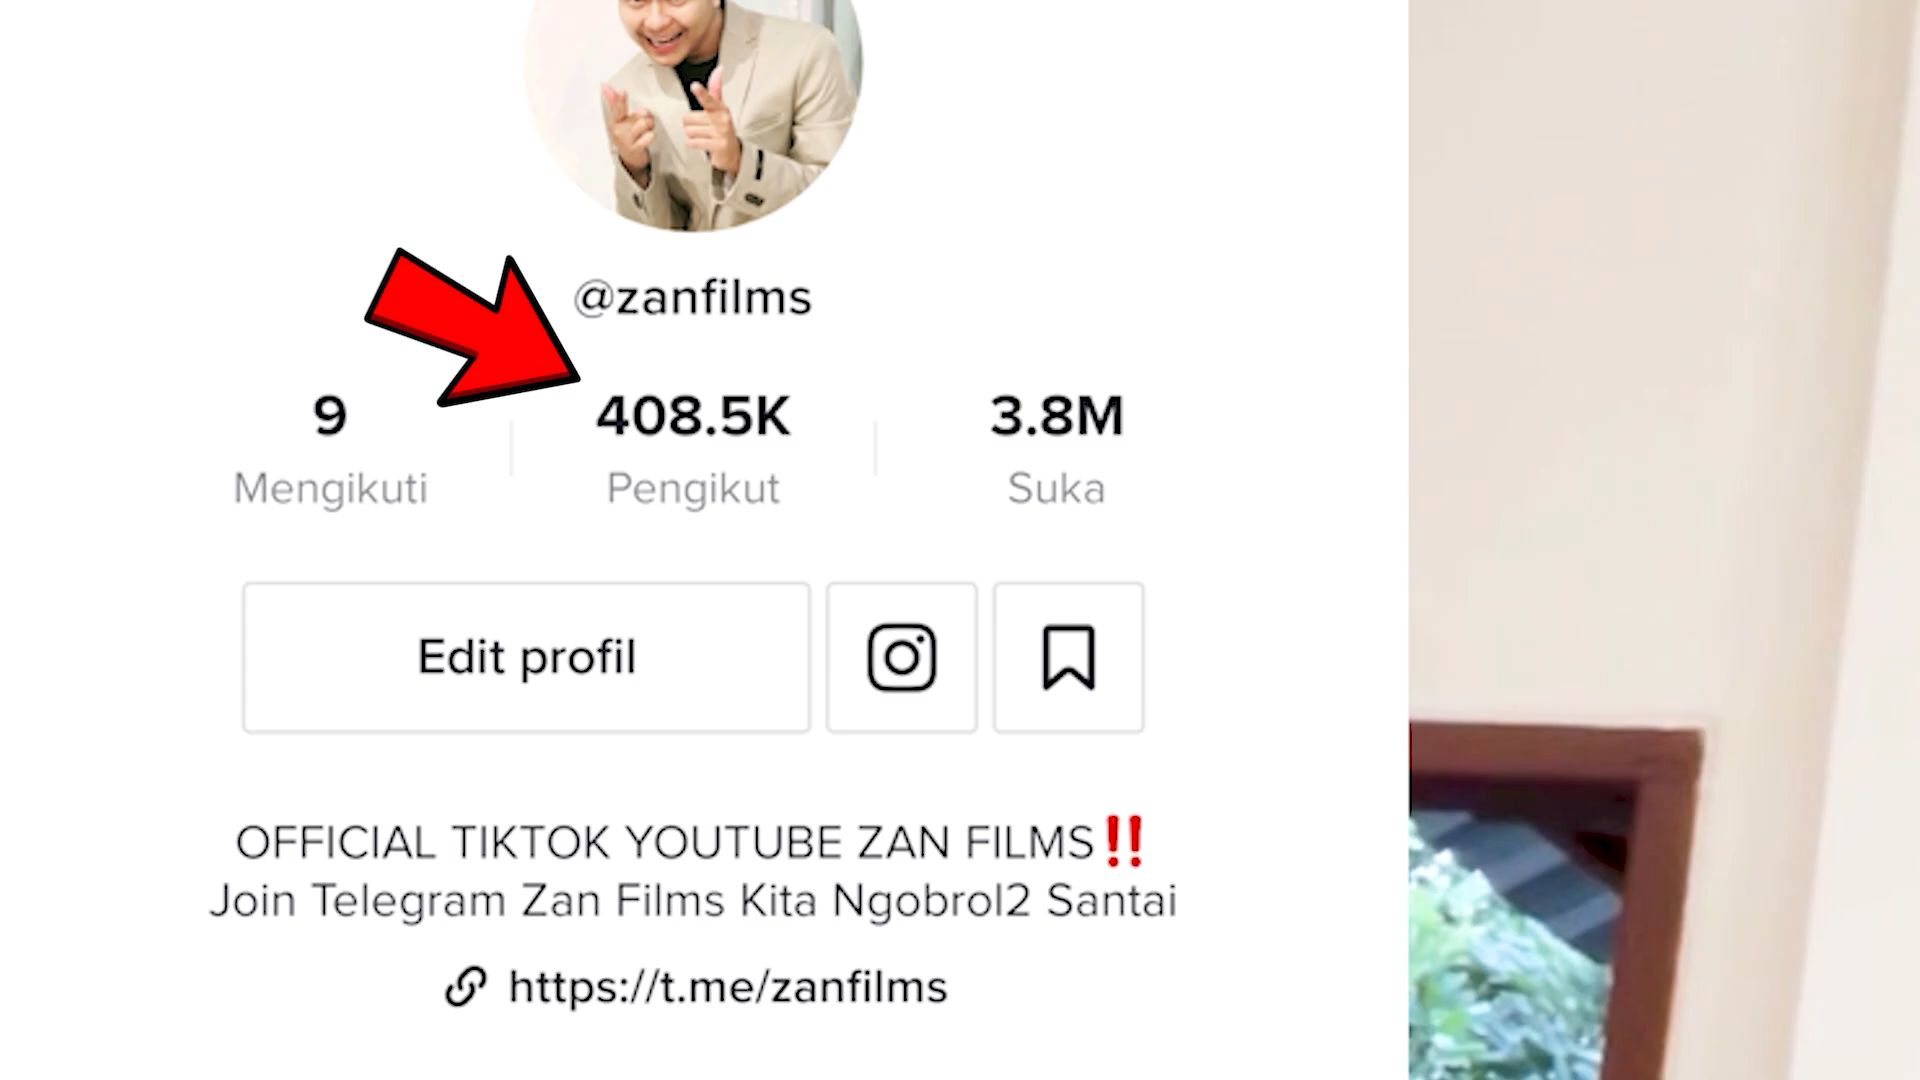 @zanfilms
9
408.5K
3.8M
Mengikuti
Pengikut
Suka
Edit profil
OFFICIAL TIKTOK YOUTUBE ZAN FILMS‼️
Join Telegram Zan Films Kita Ngobrol2 Santai
https://t.me/zanfilms